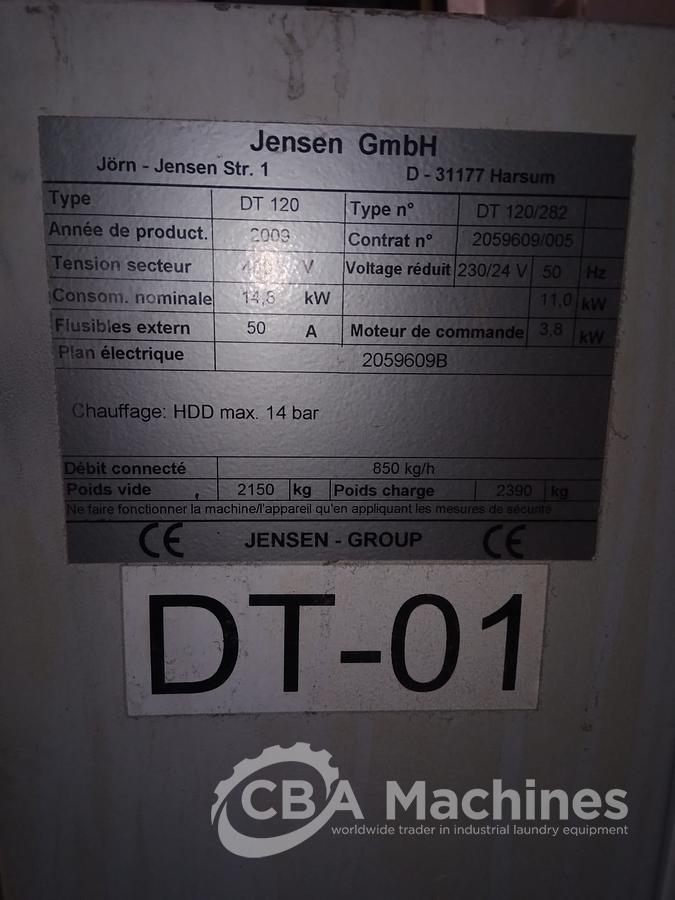 Jensen GmbH
Jörn - Jensen Str. 1 D - 31177 Harsum
Type DT 120 Type n° DT 120/282
Année de product. 2009 Contrat n° 2059609/005
Tension secteur V Voltage réduit 230/24 V 50 Hz
Consom. nominale 14,8 kW 11,0 kW
Flusibles extern 50 A Moteur de commande 3,8 kW
Plan électrique 2059609B
Chauffage: HDD max. 14 bar
Débit connecté 850 kg/h
Poids vide 2150 kg Poids charge 2390 kg
Ne faire fonctionner la machine/l'appareil qu'en appliquant les mesures de sécurité
CE JENSEN - GROUP CE
DT-01
CBA Machines
worldwide trader in industrial laundry equipment